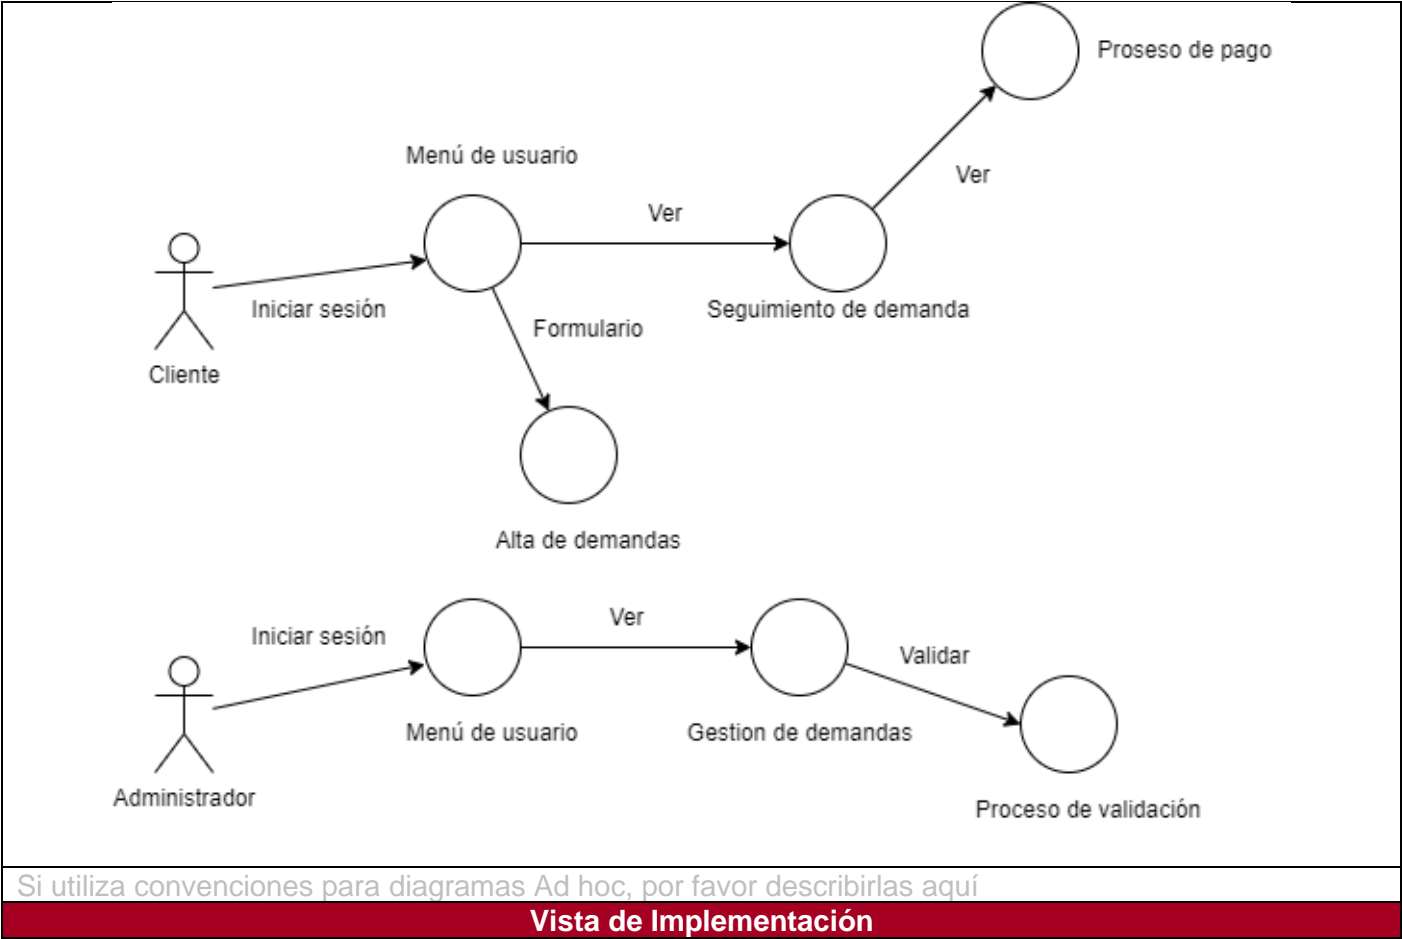 Proseso de pago
Menú de usuario
Ver
Ver
Iniciar sesión
Seguimiento de demanda
Formulario
Cliente
Alta de demandas
Iniciar sesión
Ver
Validar
Menú de usuario
Gestion de demandas
Administrador
Proceso de validación
Si utiliza convenciones para diagramas Ad hoc, por favor describirlas aquí
Vista de Implementación